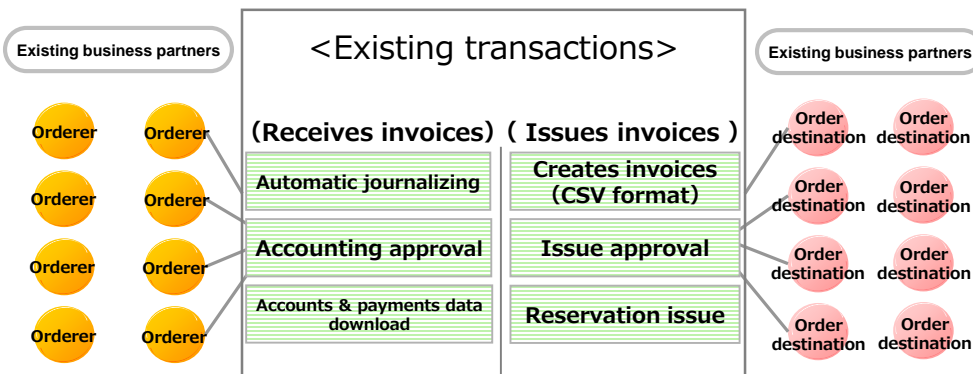 Existing business partners
<Existing transactions>
Existing business partners
(Receives invoices)
( Issues invoices )
Orderer
Orderer
Orderer
Orderer
Orderer
Orderer
Orderer
Orderer
Automatic journalizing
Accounting approval
Accounts & payments data
download
Creates invoices
(CSV format)
Issue approval
Reservation issue
Order
destination
Order
destination
Order
destination
Order
destination
Order
destination
Order
destination
Order
destination
Order
destination